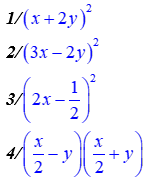 1/(x+2y)²
2/(3x−2y)²
3/(2x−1/2)²
4/(x/2−y)(x/2+y)